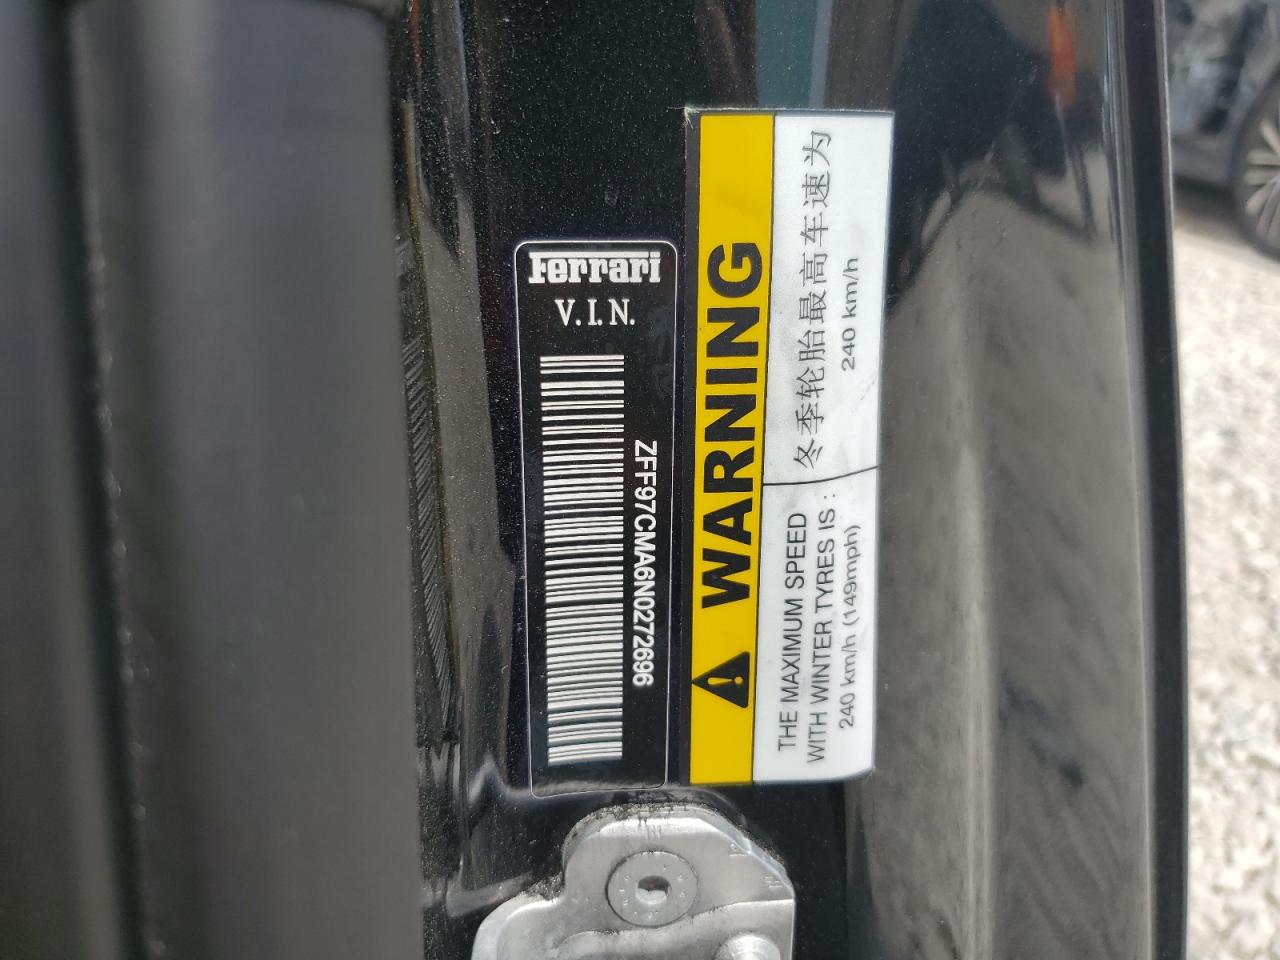 Ferrari
V.I.N.
ZFF97CMA6N0272696
WARNING
THE MAXIMUM SPEED
WITH WINTER TYRES IS :
240 km/h (149mph)
冬季轮胎最高车速为
240 km/h